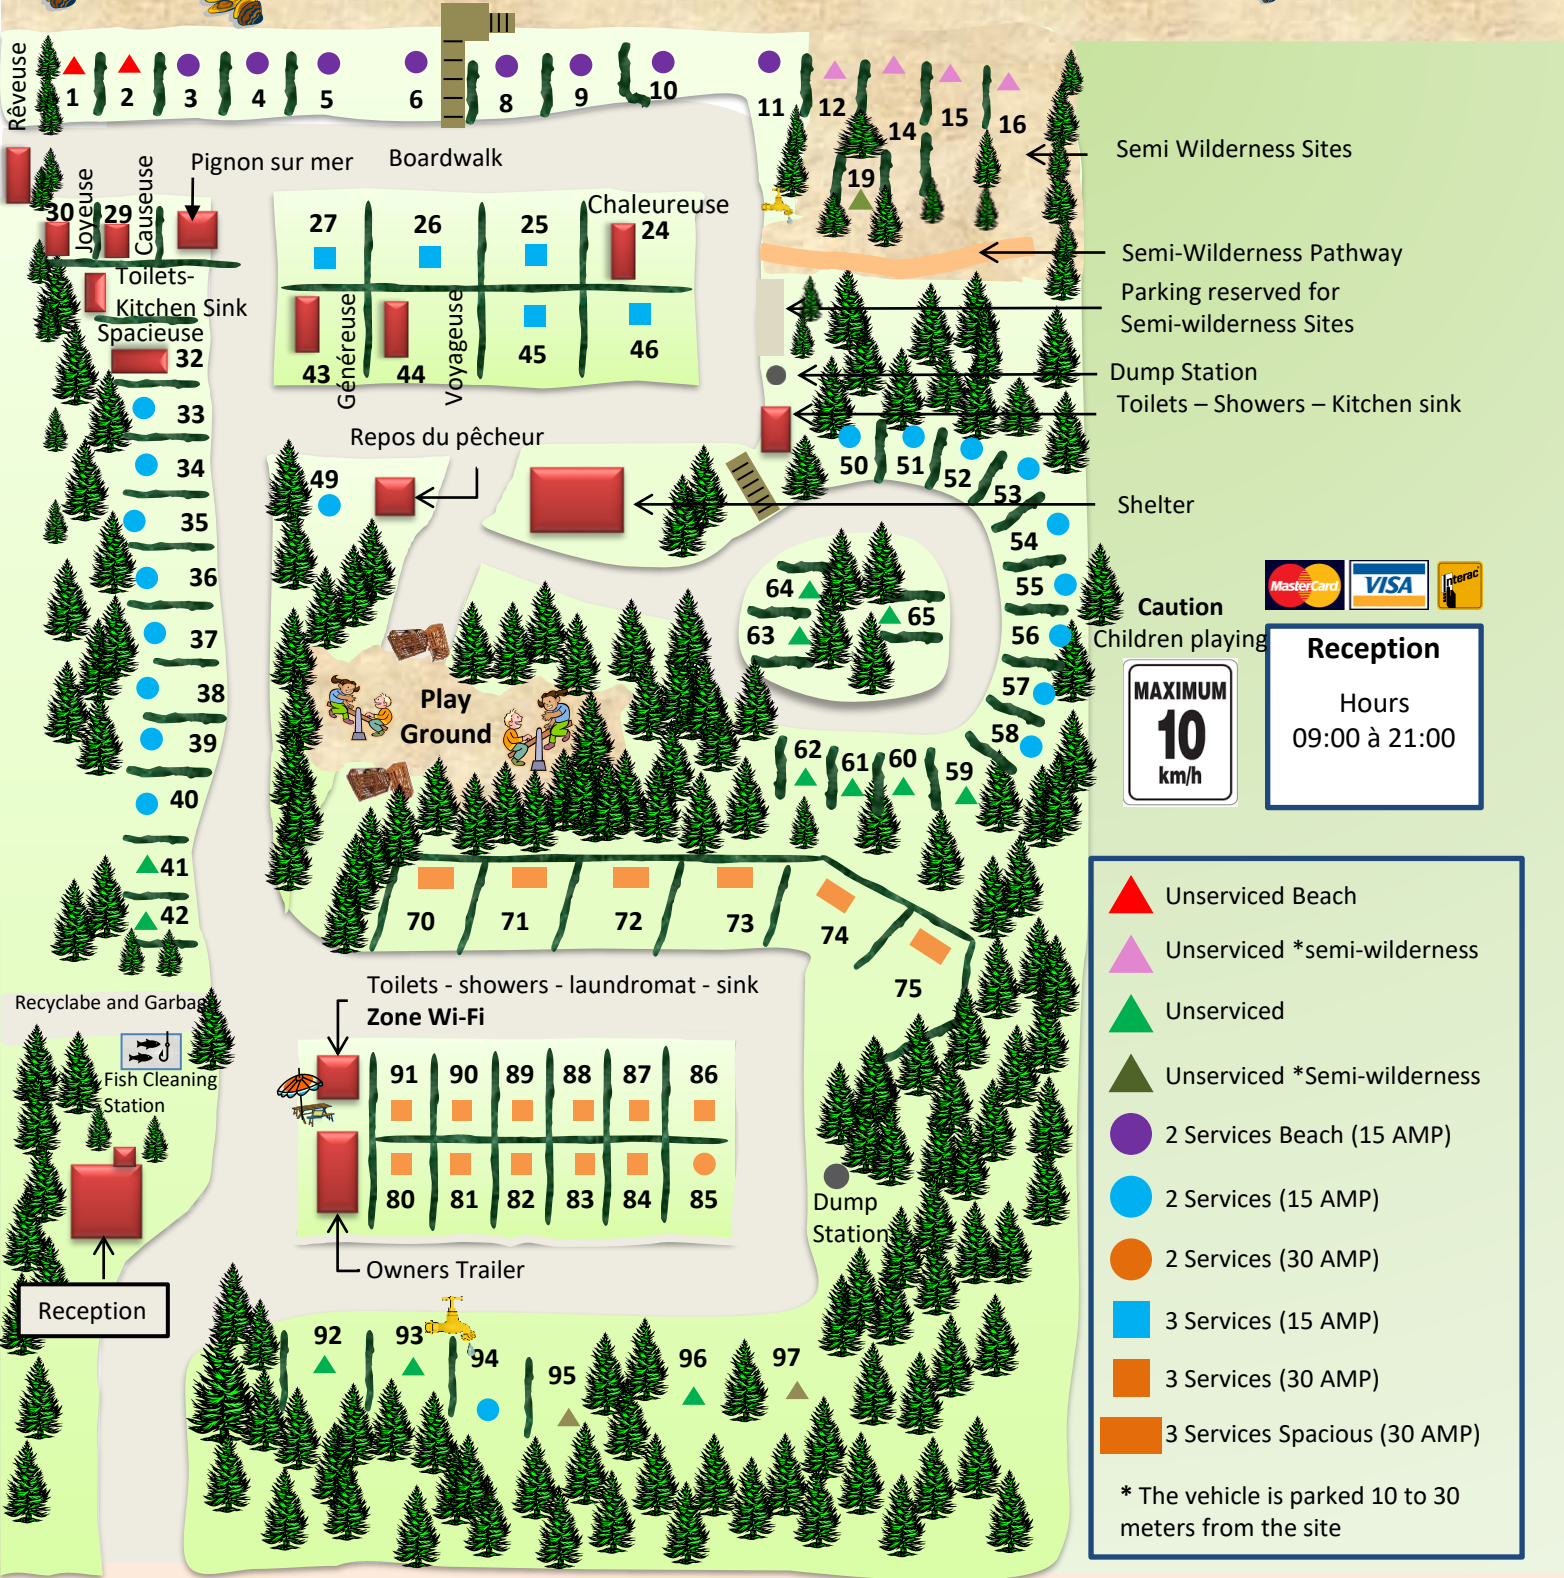 Rêveuse
1
2
3
4
5
6
8
9
10
11
12
14
15
16
19
Semi Wilderness Sites
Pignon sur mer
Boardwalk
30
Joyeuse
29
Causeuse
27
26
25
Chaleureuse
24
Semi-Wilderness Pathway
Toilets-
Kitchen Sink
Parking reserved for
Semi-wilderness Sites
Spacieuse
32
43
Généreuse
44
Voyageuse
45
46
Dump Station
Toilets – Showers – Kitchen sink
33
34
35
36
37
38
39
40
41
42
Repos du pêcheur
49
50
51
52
53
54
55
56
57
58
Shelter
64
65
63
62
61
60
59
Play
Ground
MasterCard
VISA
Interac
Caution
Children playing
MAXIMUM
10
km/h
Reception
Hours
09:00 à 21:00
70
71
72
73
74
75
Unserviced Beach
Unserviced *semi-wilderness
Unserviced
Unserviced *Semi-wilderness
2 Services Beach (15 AMP)
2 Services (15 AMP)
2 Services (30 AMP)
3 Services (15 AMP)
3 Services (30 AMP)
3 Services Spacious (30 AMP)
* The vehicle is parked 10 to 30
meters from the site
Toilets - showers - laundromat - sink
Zone Wi-Fi
Recyclabe and Garbag
Fish Cleaning
Station
91
90
89
88
87
86
80
81
82
83
84
85
Dump
Station
Owners Trailer
Reception
92
93
94
95
96
97